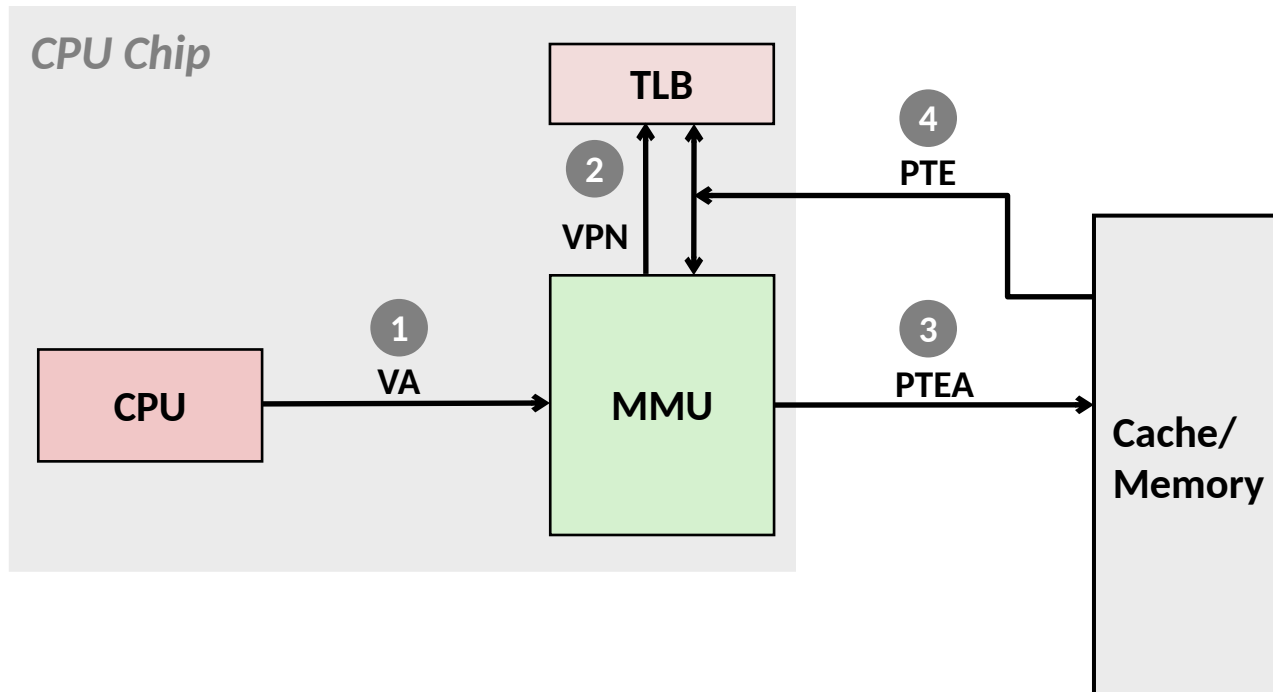 CPU Chip
TLB
4
PTE
2
VPN
1
VA
3
PTEA
CPU
MMU
Cache/
Memory